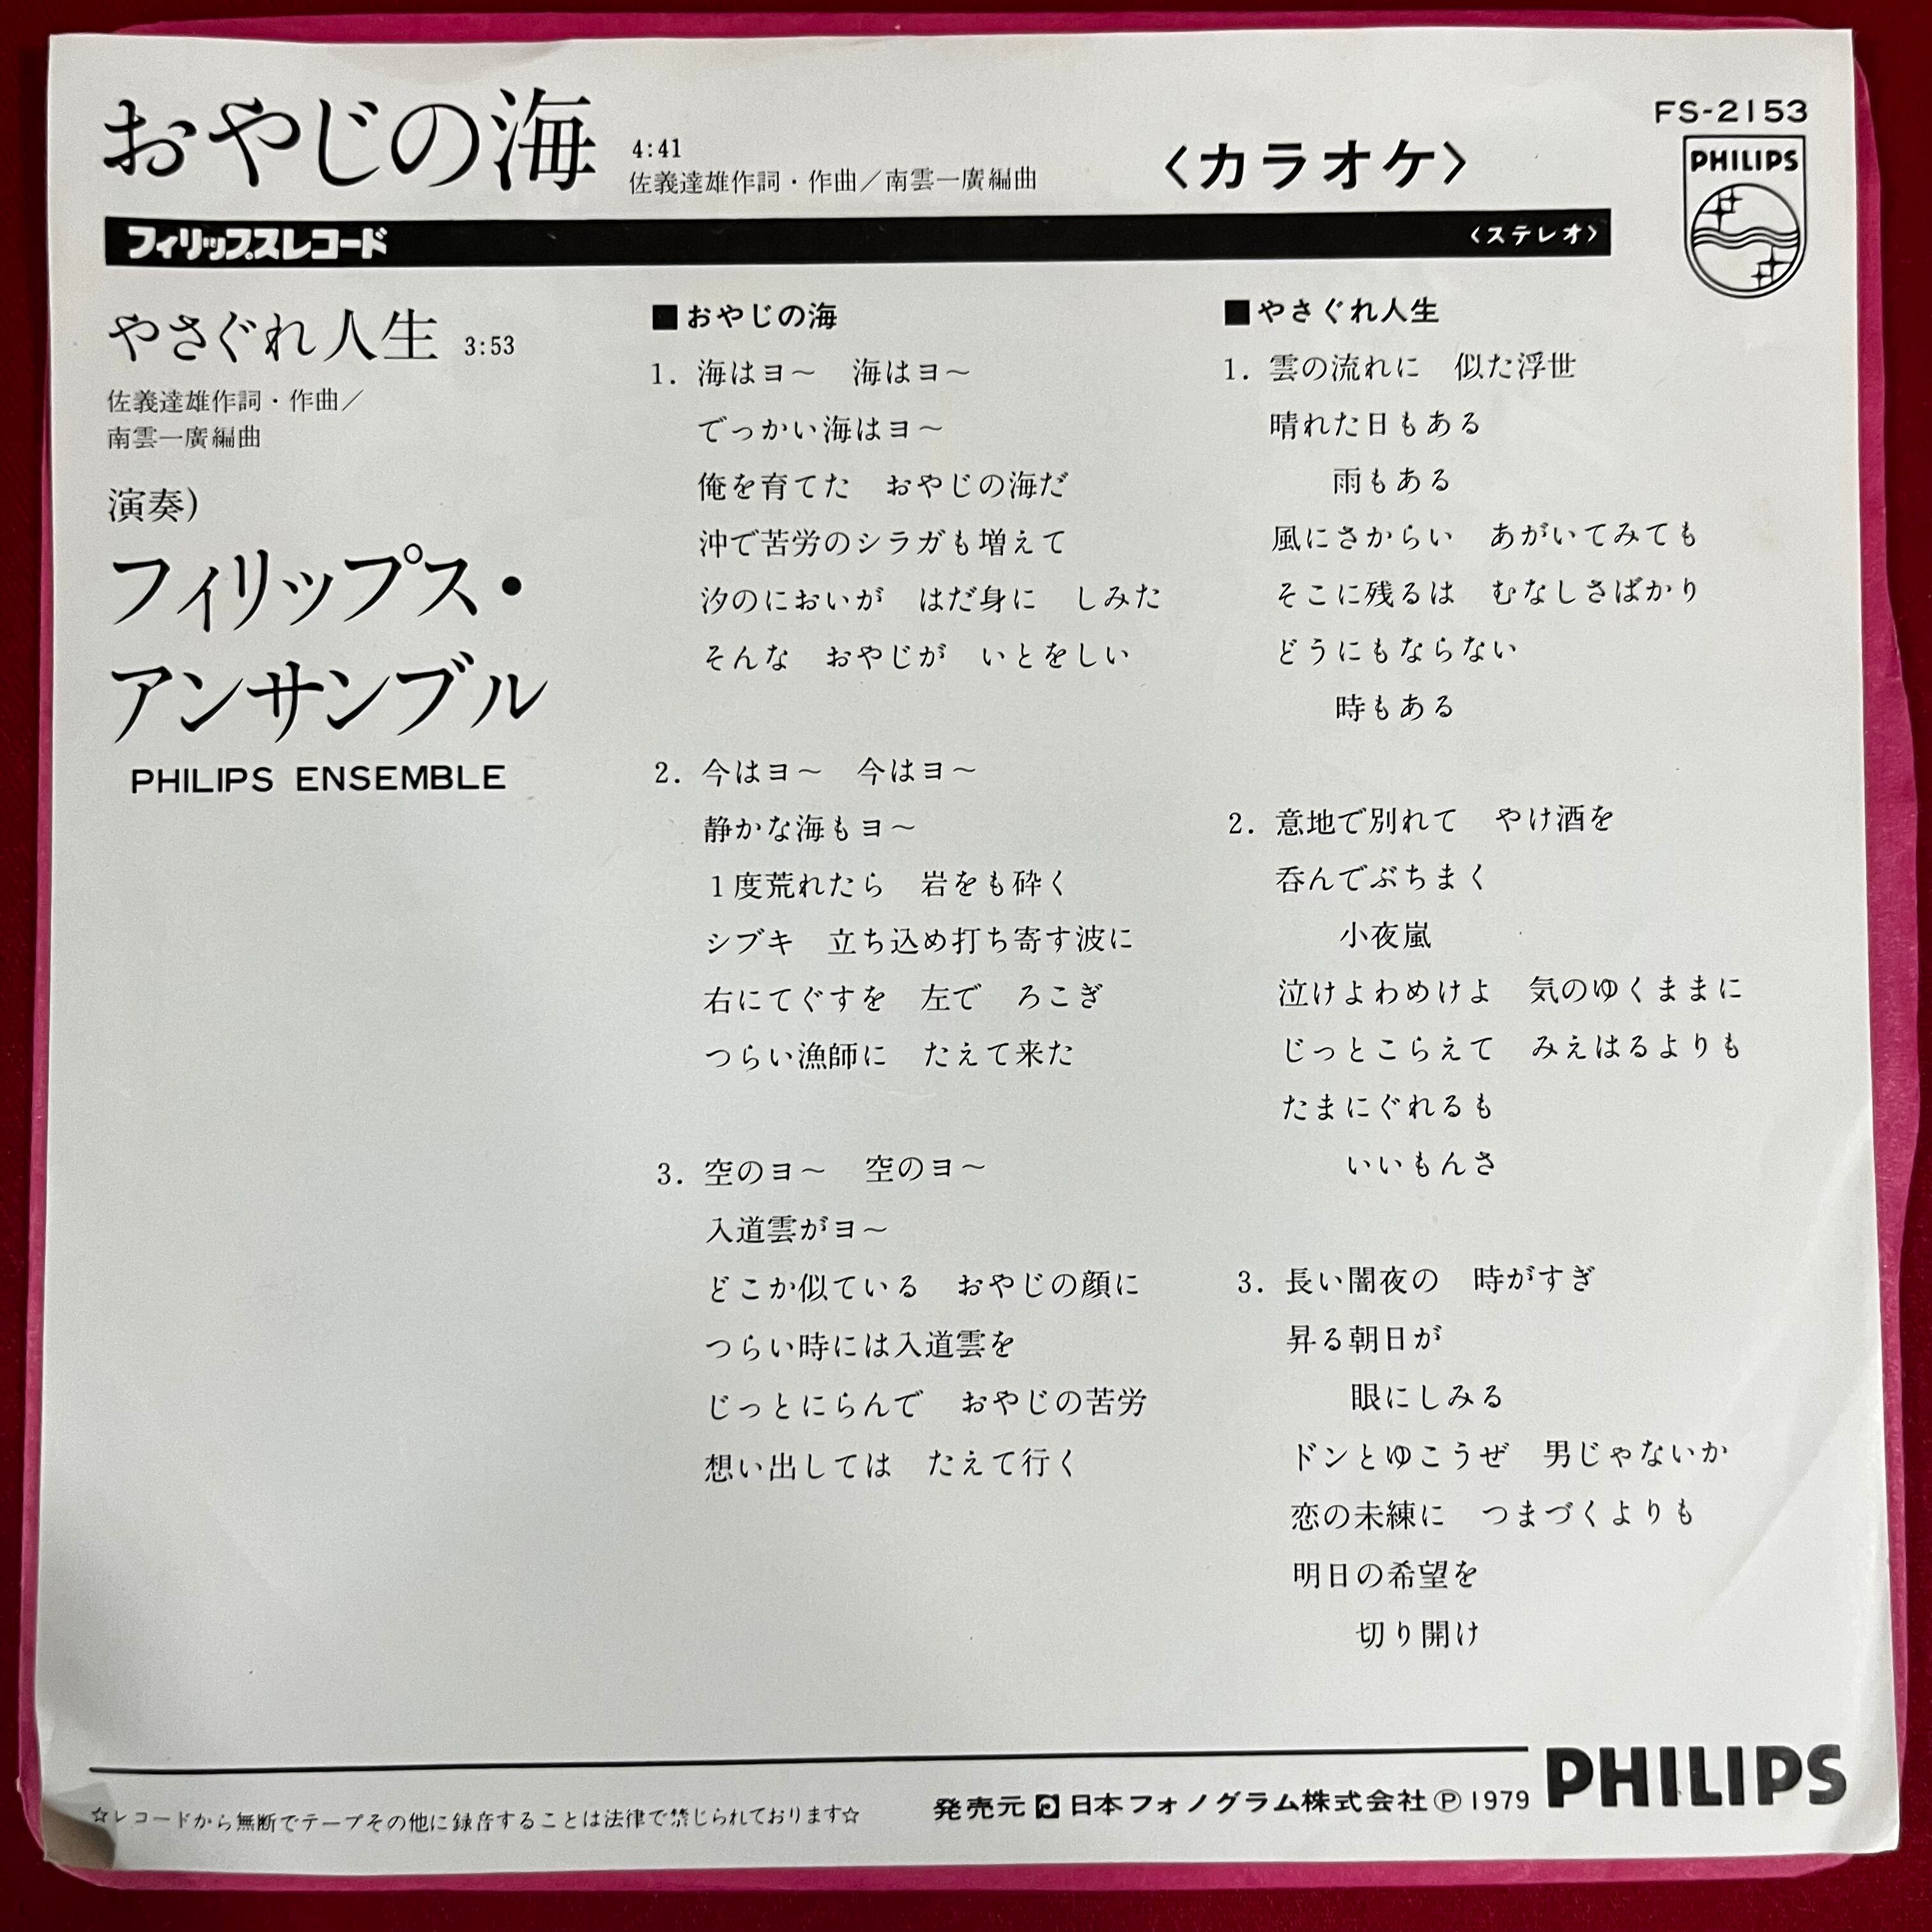 おやじの海 4:41
佐義達雄作詞・作曲／南雲一廣編曲
〈カラオケ〉
FS-2153
PHILIPS
フィリップスレコード
〈ステレオ〉
やさぐれ人生 3:53
佐義達雄作詞・作曲／
南雲一廣編曲
演奏)
フィリップス・
アンサンブル
PHILIPS ENSEMBLE
■おやじの海
1. 海はヨ〜　海はヨ〜
でっかい海はヨ〜
俺を育てた　おやじの海だ
沖で苦労のシラガも増えて
汐のにおいが　はだ身に　しみた
そんな　おやじが　いとをしい
2. 今はヨ〜　今はヨ〜
静かな海もヨ〜
1度荒れたら　岩をも砕く
シブキ　立ち込め打ち寄す波に
右にてぐすを　左で　ろこぎ
つらい漁師に　たえて来た
3. 空のヨ〜　空のヨ〜
入道雲がヨ〜
どこか似ている　おやじの顔に
つらい時には入道雲を
じっとにらんで　おやじの苦労
想い出しては　たえて行く
■やさぐれ人生
1. 雲の流れに　似た浮世
晴れた日もある
雨もある
風にさからい　あがいてみても
そこに残るは　むなしさばかり
どうにもならない
時もある
2. 意地で別れて　やけ酒を
呑んでぶちまく
小夜嵐
泣けよわめけよ　気のゆくままに
じっとこらえて　みえはるよりも
たまにぐれるも
いいもんさ
3. 長い闇夜の　時がすぎ
昇る朝日が
眼にしみる
ドンとゆこうぜ　男じゃないか
恋の未練に　つまづくよりも
明日の希望を
切り開け
☆レコードから無断でテープその他に録音することは法律で禁じられております☆
発売元 日本フォノグラム株式会社Ⓟ1979
PHILIPS